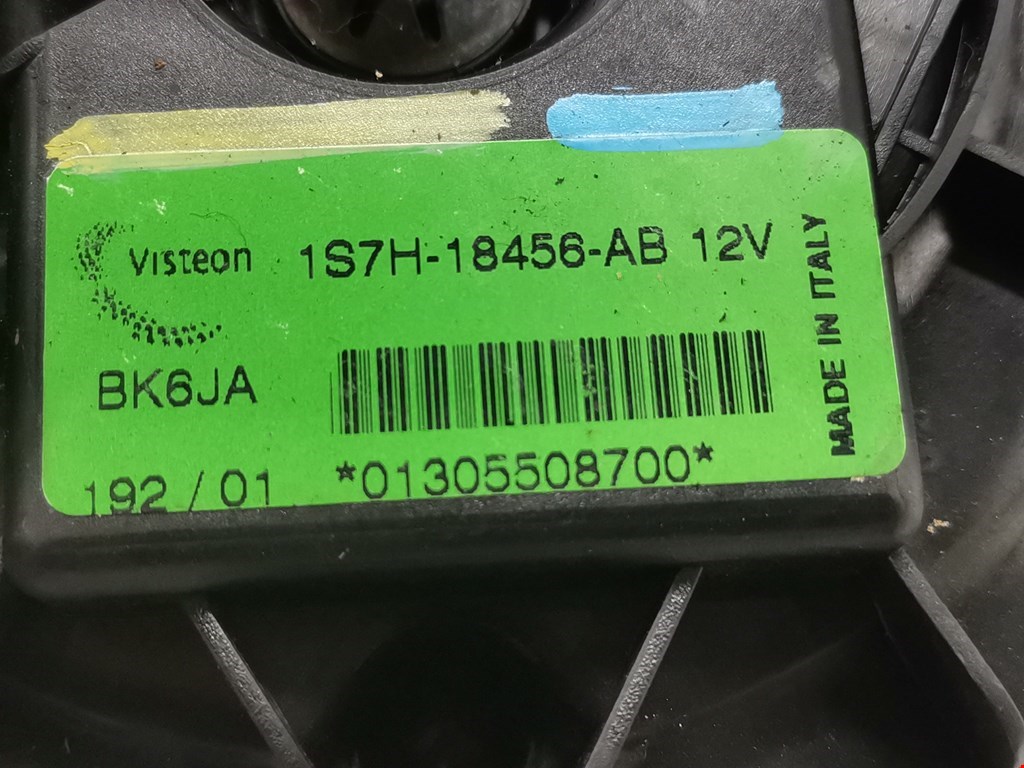 Visteon 1S7H-18456-AB 12V
BK6JA
192 / 01 *01305508700*
MADE IN ITALY